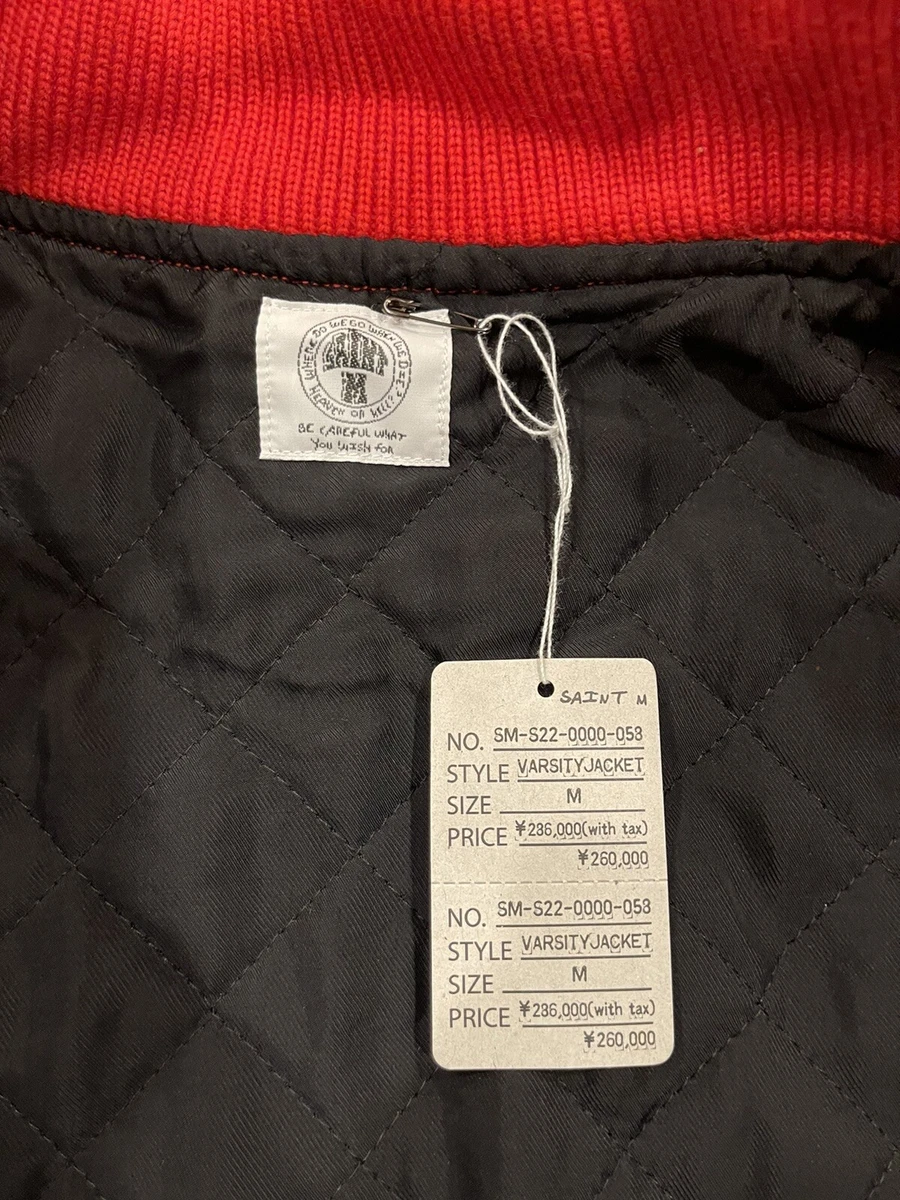 WHERE DO WE GO WHEN WE DIE?
HEAVEN OR HELL?
BE CAREFUL WHAT
YOU WISH FOR
SAINT M
NO. SM-S22-0000-053
STYLE VARSITYJACKET
SIZE M
PRICE ¥286,000(with tax)
¥260,000
NO. SM-S22-0000-053
STYLE VARSITYJACKET
SIZE M
PRICE ¥286,000(with tax)
¥260,000